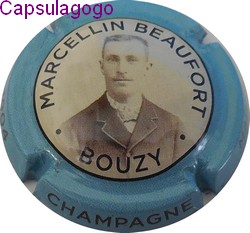 Capsulagogo
MARCELLIN BEAUFORT
• BOUZY •
CHAMPAGNE